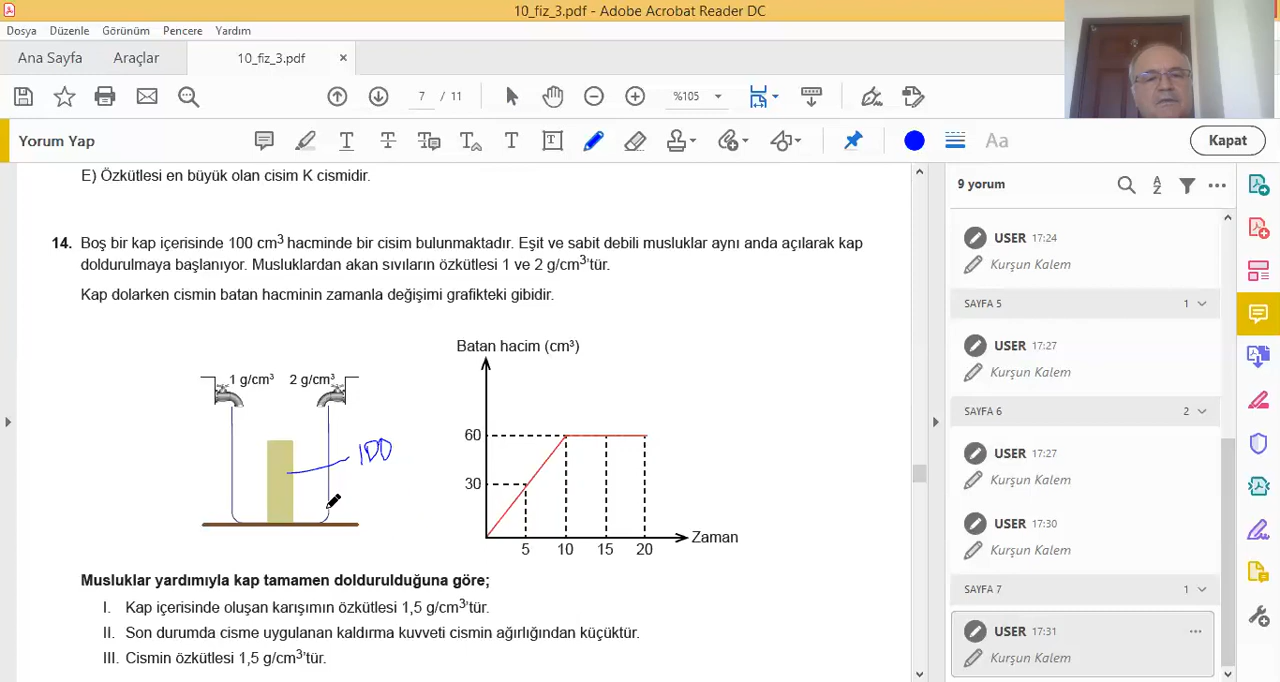 10_fiz_3.pdf - Adobe Acrobat Reader DC
Dosya Düzenle Görünüm Pencere Yardım
Ana Sayfa Araçlar 10_fiz_3.pdf ×
7 / 11 %105
Yorum Yap Aa Kapat
E) Özkütlesi en büyük olan cisim K cismidir.
14. Boş bir kap içerisinde 100 cm³ hacminde bir cisim bulunmaktadır. Eşit ve sabit debili musluklar aynı anda açılarak kap
doldurulmaya başlanıyor. Musluklardan akan sıvıların özkütlesi 1 ve 2 g/cm³'tür.
Kap dolarken cismin batan hacminin zamanla değişimi grafikteki gibidir.
1 g/cm³ 2 g/cm³
100
Batan hacim (cm³)
60
30
5 10 15 20
Zaman
Musluklar yardımıyla kap tamamen doldurulduğuna göre;
I. Kap içerisinde oluşan karışımın özkütlesi 1,5 g/cm³'tür.
II. Son durumda cisme uygulanan kaldırma kuvveti cismin ağırlığından küçüktür.
III. Cismin özkütlesi 1,5 g/cm³'tür.
9 yorum
USER 17:24
Kurşun Kalem
SAYFA 5 1
USER 17:27
Kurşun Kalem
SAYFA 6 2
USER 17:27
Kurşun Kalem
USER 17:30
Kurşun Kalem
SAYFA 7 1
USER 17:31
Kurşun Kalem